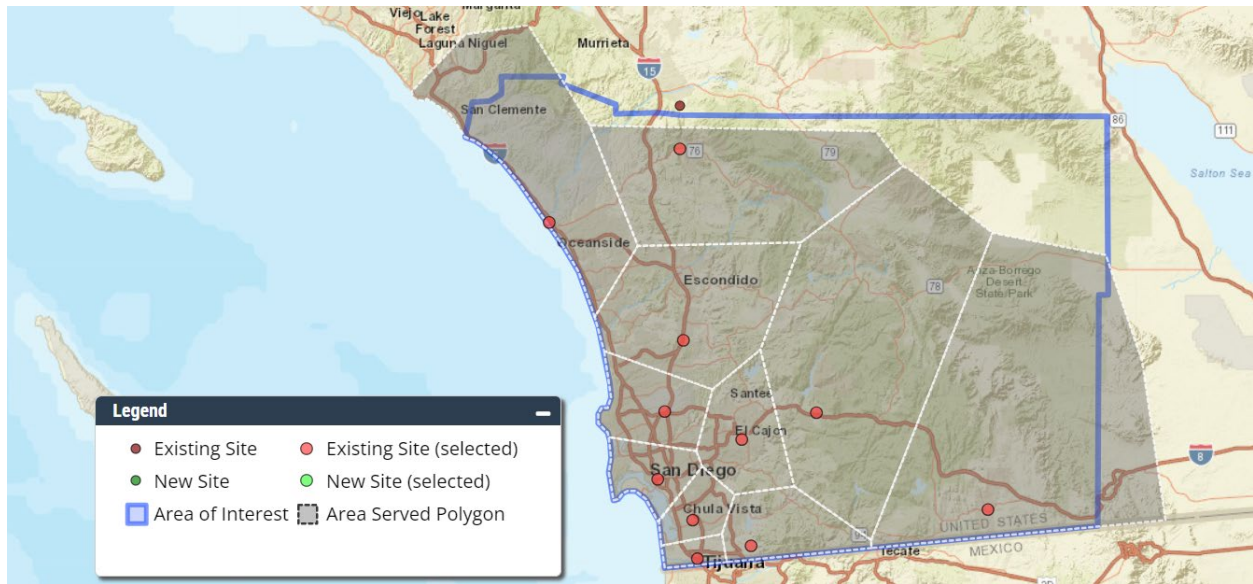 Margarita
Viejo Lake
Forest
Laguna Niguel
Murrieta
15
San Clemente
86
111
76
79
Salton Sea
Oceanside
Escondido
Anza-Borrego
Desert
State Park
78
Santee
El Cajon
8
San Diego
Chula Vista
UNITED STATES
MEXICO
Tecate
Tijuana
2D
Legend
Existing Site
Existing Site (selected)
New Site
New Site (selected)
Area of Interest
Area Served Polygon